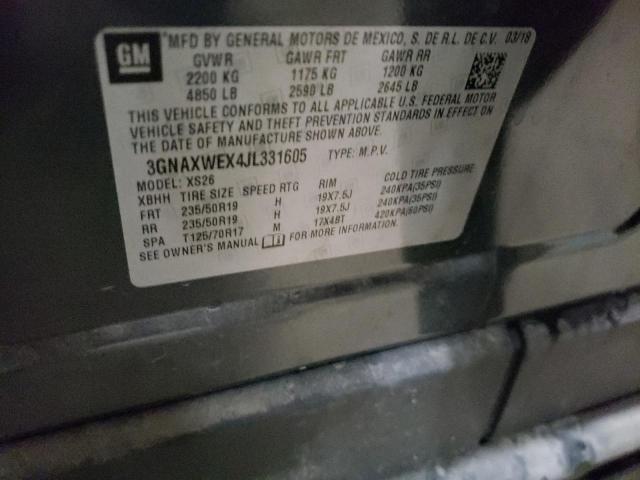 GM
*MFD BY GENERAL MOTORS DE MEXICO, S. DE R.L. DE C.V. 03/18
GVWR GAWR FRT GAWR RR
2200 KG 1175 KG 1200 KG
4850 LB 2590 LB 2645 LB
THIS VEHICLE CONFORMS TO ALL APPLICABLE U.S. FEDERAL MOTOR
VEHICLE SAFETY AND THEFT PREVENTION STANDARDS IN EFFECT ON
THE DATE OF MANUFACTURE SHOWN ABOVE.
3GNAXWEX4JL331605 TYPE: M.P.V.
MODEL: XS26
XBHH TIRE SIZE SPEED RTG RIM COLD TIRE PRESSURE
FRT 235/50R19 H 19X7.5J 240KPA(35PSI)
RR 235/50R19 H 19X7.5J 240KPA(35PSI)
SPA T125/70R17 M 17X4BT 420KPA(60PSI)
SEE OWNER'S MANUAL FOR MORE INFORMATION.